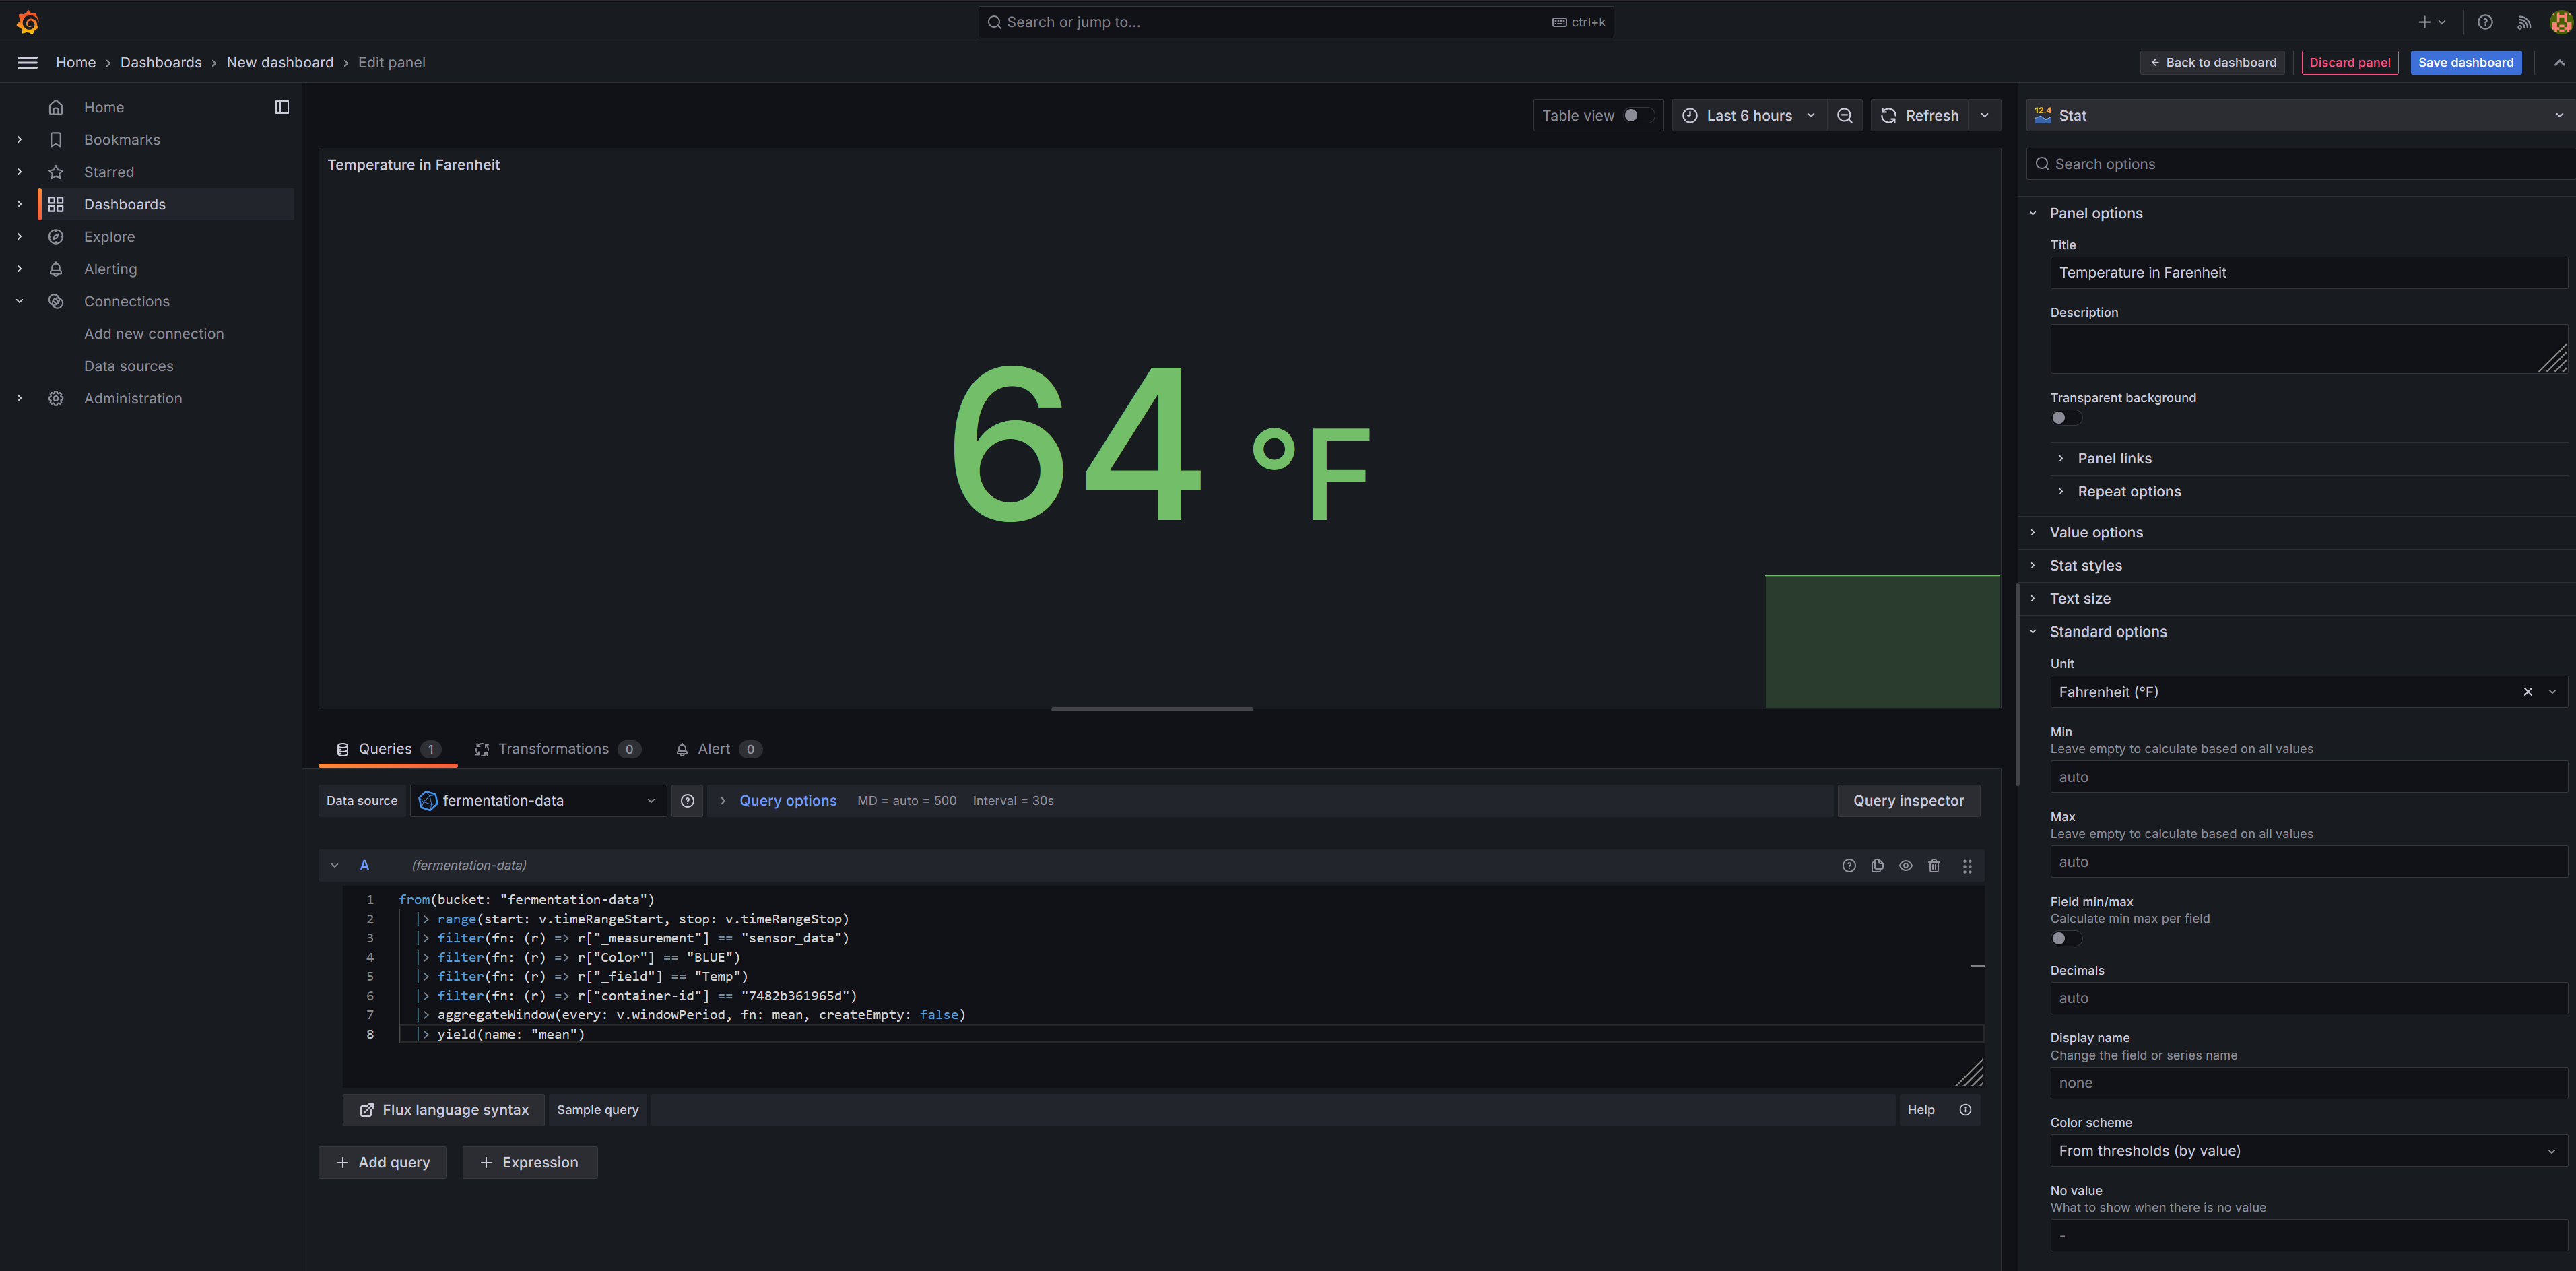 Search or jump to...
ctrl+k
Home
Dashboards
New dashboard
Edit panel
Back to dashboard
Discard panel
Save dashboard
Home
Bookmarks
Starred
Dashboards
Explore
Alerting
Connections
Add new connection
Data sources
Administration
Table view
Last 6 hours
Refresh
Temperature in Farenheit
64 °F
Queries 1
Transformations 0
Alert 0
Data source
fermentation-data
Query options
MD = auto = 500
Interval = 30s
Query inspector
A
(fermentation-data)
1 from(bucket: "fermentation-data")
2 |> range(start: v.timeRangeStart, stop: v.timeRangeStop)
3 |> filter(fn: (r) => r["_measurement"] == "sensor_data")
4 |> filter(fn: (r) => r["Color"] == "BLUE")
5 |> filter(fn: (r) => r["_field"] == "Temp")
6 |> filter(fn: (r) => r["container-id"] == "7482b361965d")
7 |> aggregateWindow(every: v.windowPeriod, fn: mean, createEmpty: false)
8 |> yield(name: "mean")
Flux language syntax
Sample query
Help
Add query
Expression
12.4
Stat
Search options
Panel options
Title
Temperature in Farenheit
Description
Transparent background
Panel links
Repeat options
Value options
Stat styles
Text size
Standard options
Unit
Fahrenheit (°F)
Min
Leave empty to calculate based on all values
auto
Max
Leave empty to calculate based on all values
auto
Field min/max
Calculate min max per field
Decimals
auto
Display name
Change the field or series name
none
Color scheme
From thresholds (by value)
No value
What to show when there is no value
-